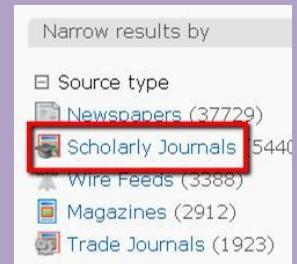 Narrow results by
Source type
Newspapers (37729)
Scholarly Journals (5440
Wire Feeds (3388)
Magazines (2912)
Trade Journals (1923)